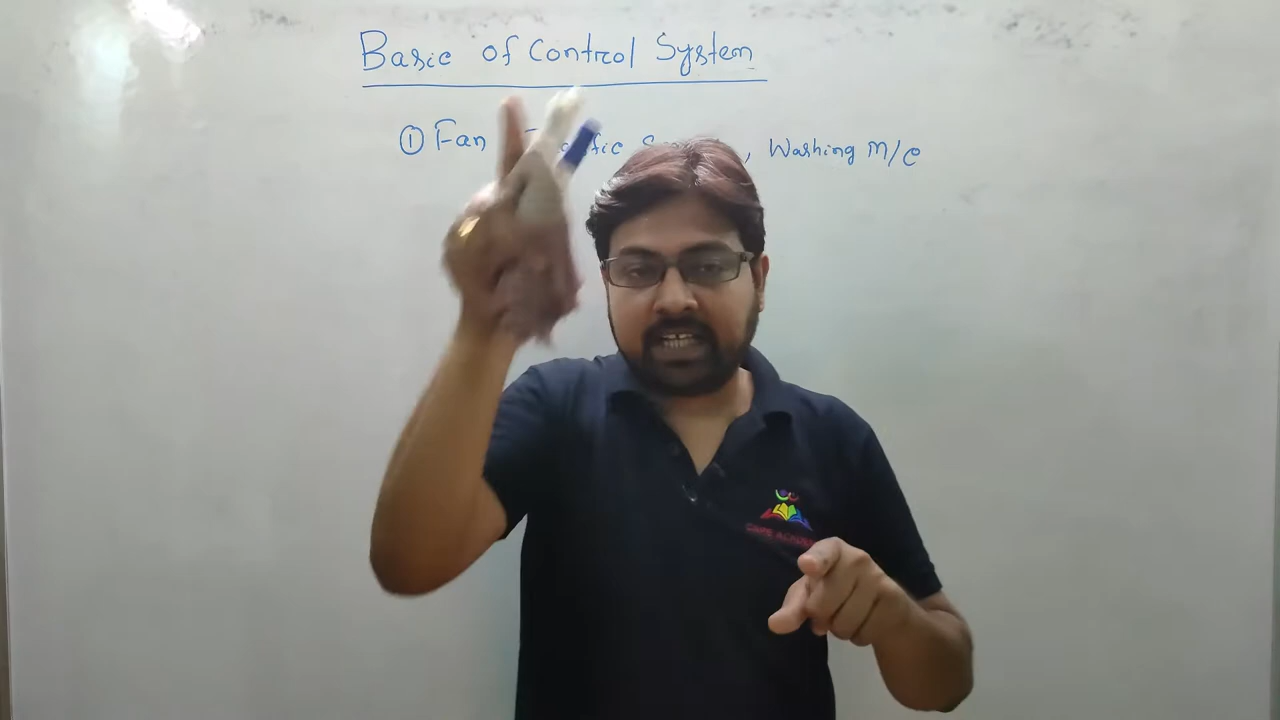 Basic of Control System
① Fan
, Washing M/C